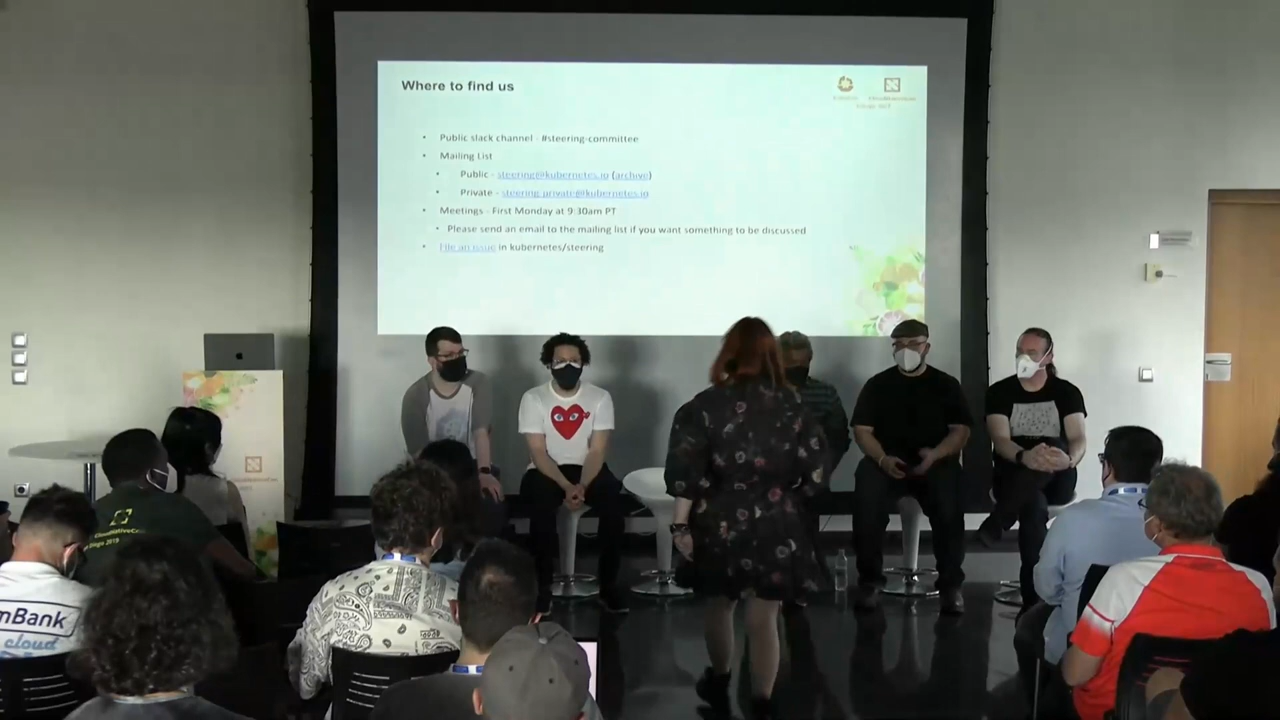 Where to find us
Public slack channel - #steering-committee
Mailing List
Public - steering@kubernetes.io (archive)
Private - steering-private@kubernetes.io
Meetings - First Monday at 9:30am PT
Please send an email to the mailing list if you want something to be discussed
File an issue in kubernetes/steering
2019
mBank
cloud